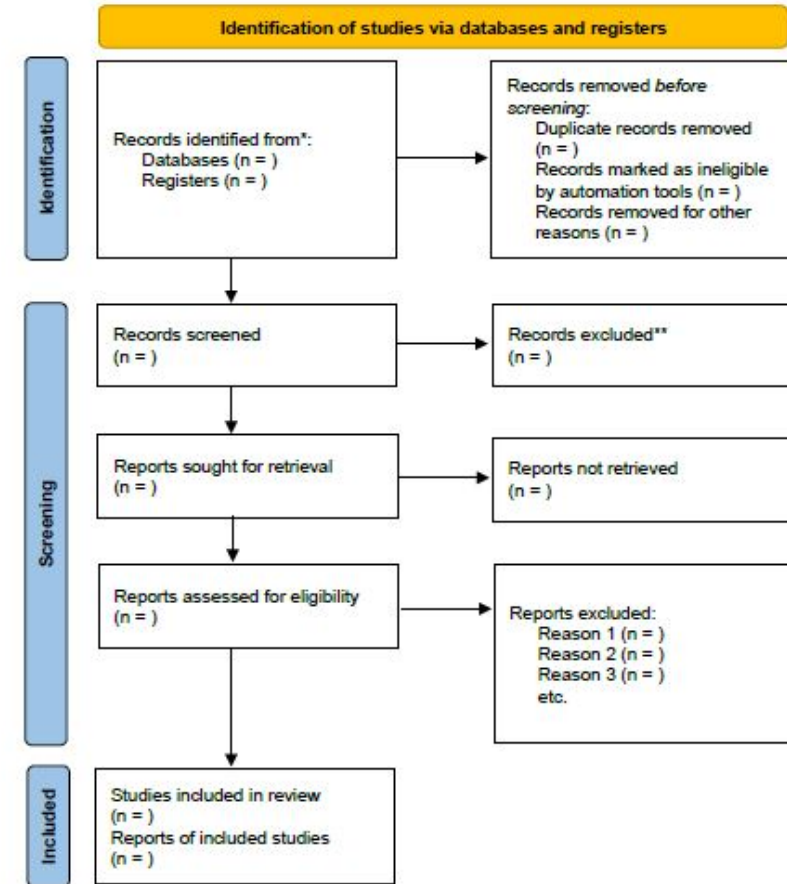 Identification of studies via databases and registers
Identification
Records identified from*:
Databases (n = )
Registers (n = )
Records removed before
screening:
Duplicate records removed
(n = )
Records marked as ineligible
by automation tools (n = )
Records removed for other
reasons (n = )
Screening
Records screened
(n = )
Records excluded**
(n = )
Reports sought for retrieval
(n = )
Reports not retrieved
(n = )
Reports assessed for eligibility
(n = )
Reports excluded:
Reason 1 (n = )
Reason 2 (n = )
Reason 3 (n = )
etc.
Included
Studies included in review
(n = )
Reports of included studies
(n = )